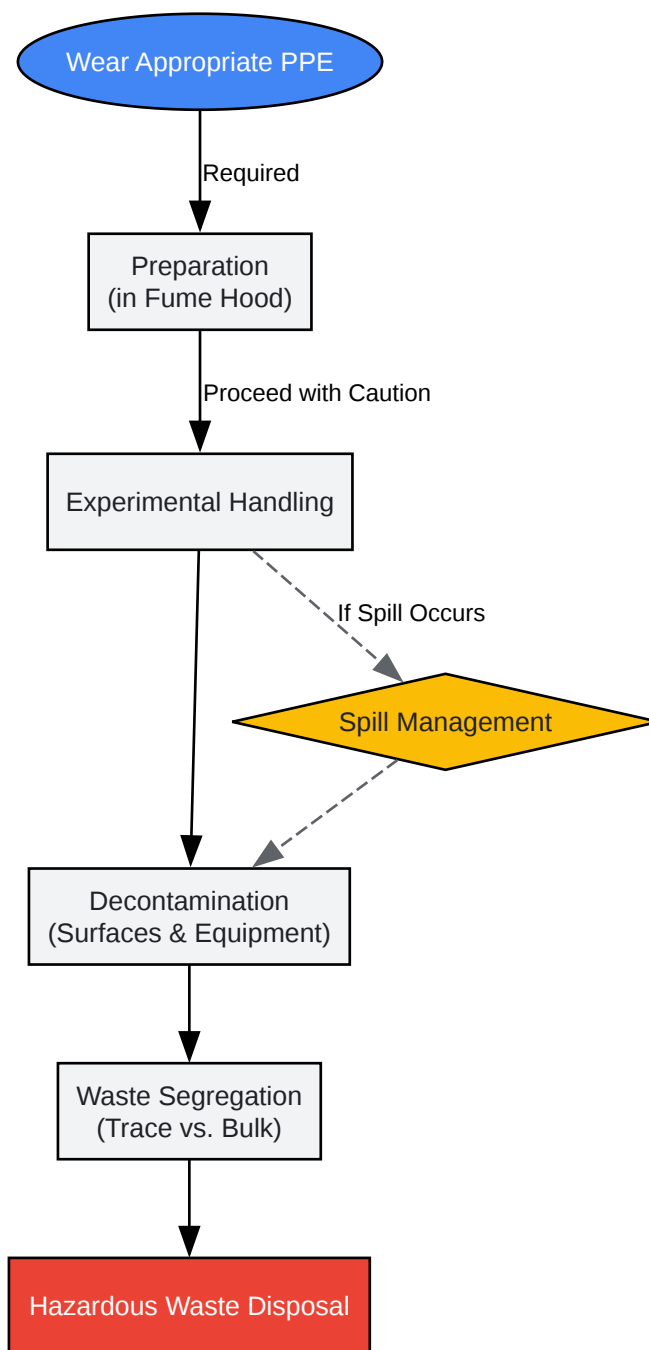 Wear Appropriate PPE
Required
Preparation
(in Fume Hood)
Proceed with Caution
Experimental Handling
If Spill Occurs
Spill Management
Decontamination
(Surfaces & Equipment)
Waste Segregation
(Trace vs. Bulk)
Hazardous Waste Disposal